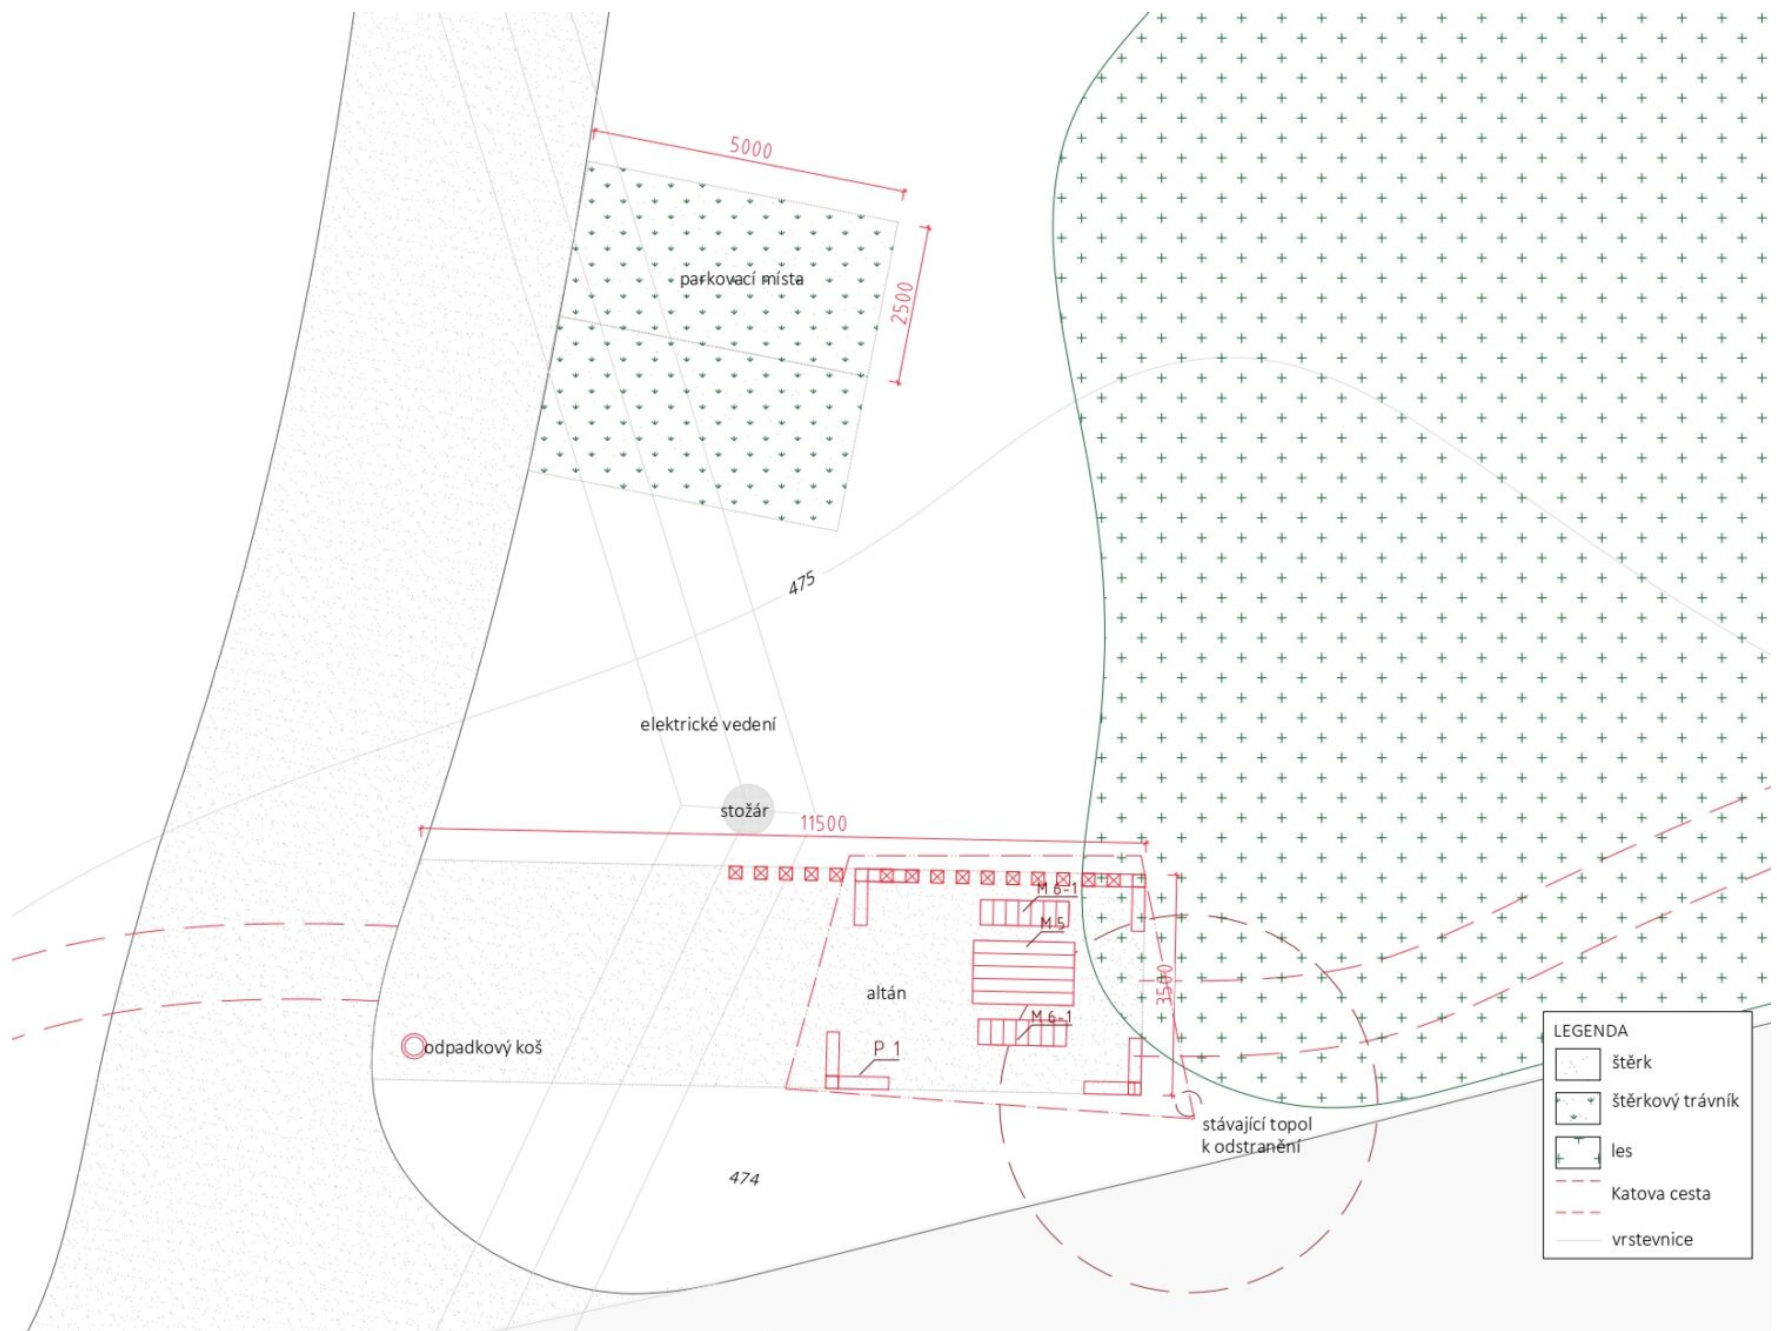 5000
parkovací místa
2500
475
elektrické vedení
stožár
11500
M 6-1
M 5
3500
altán
M 6-1
P 1
odpadkový koš
stávající topol
k odstranění
474
LEGENDA
štěrk
štěrkový trávník
les
Katova cesta
vrstevnice